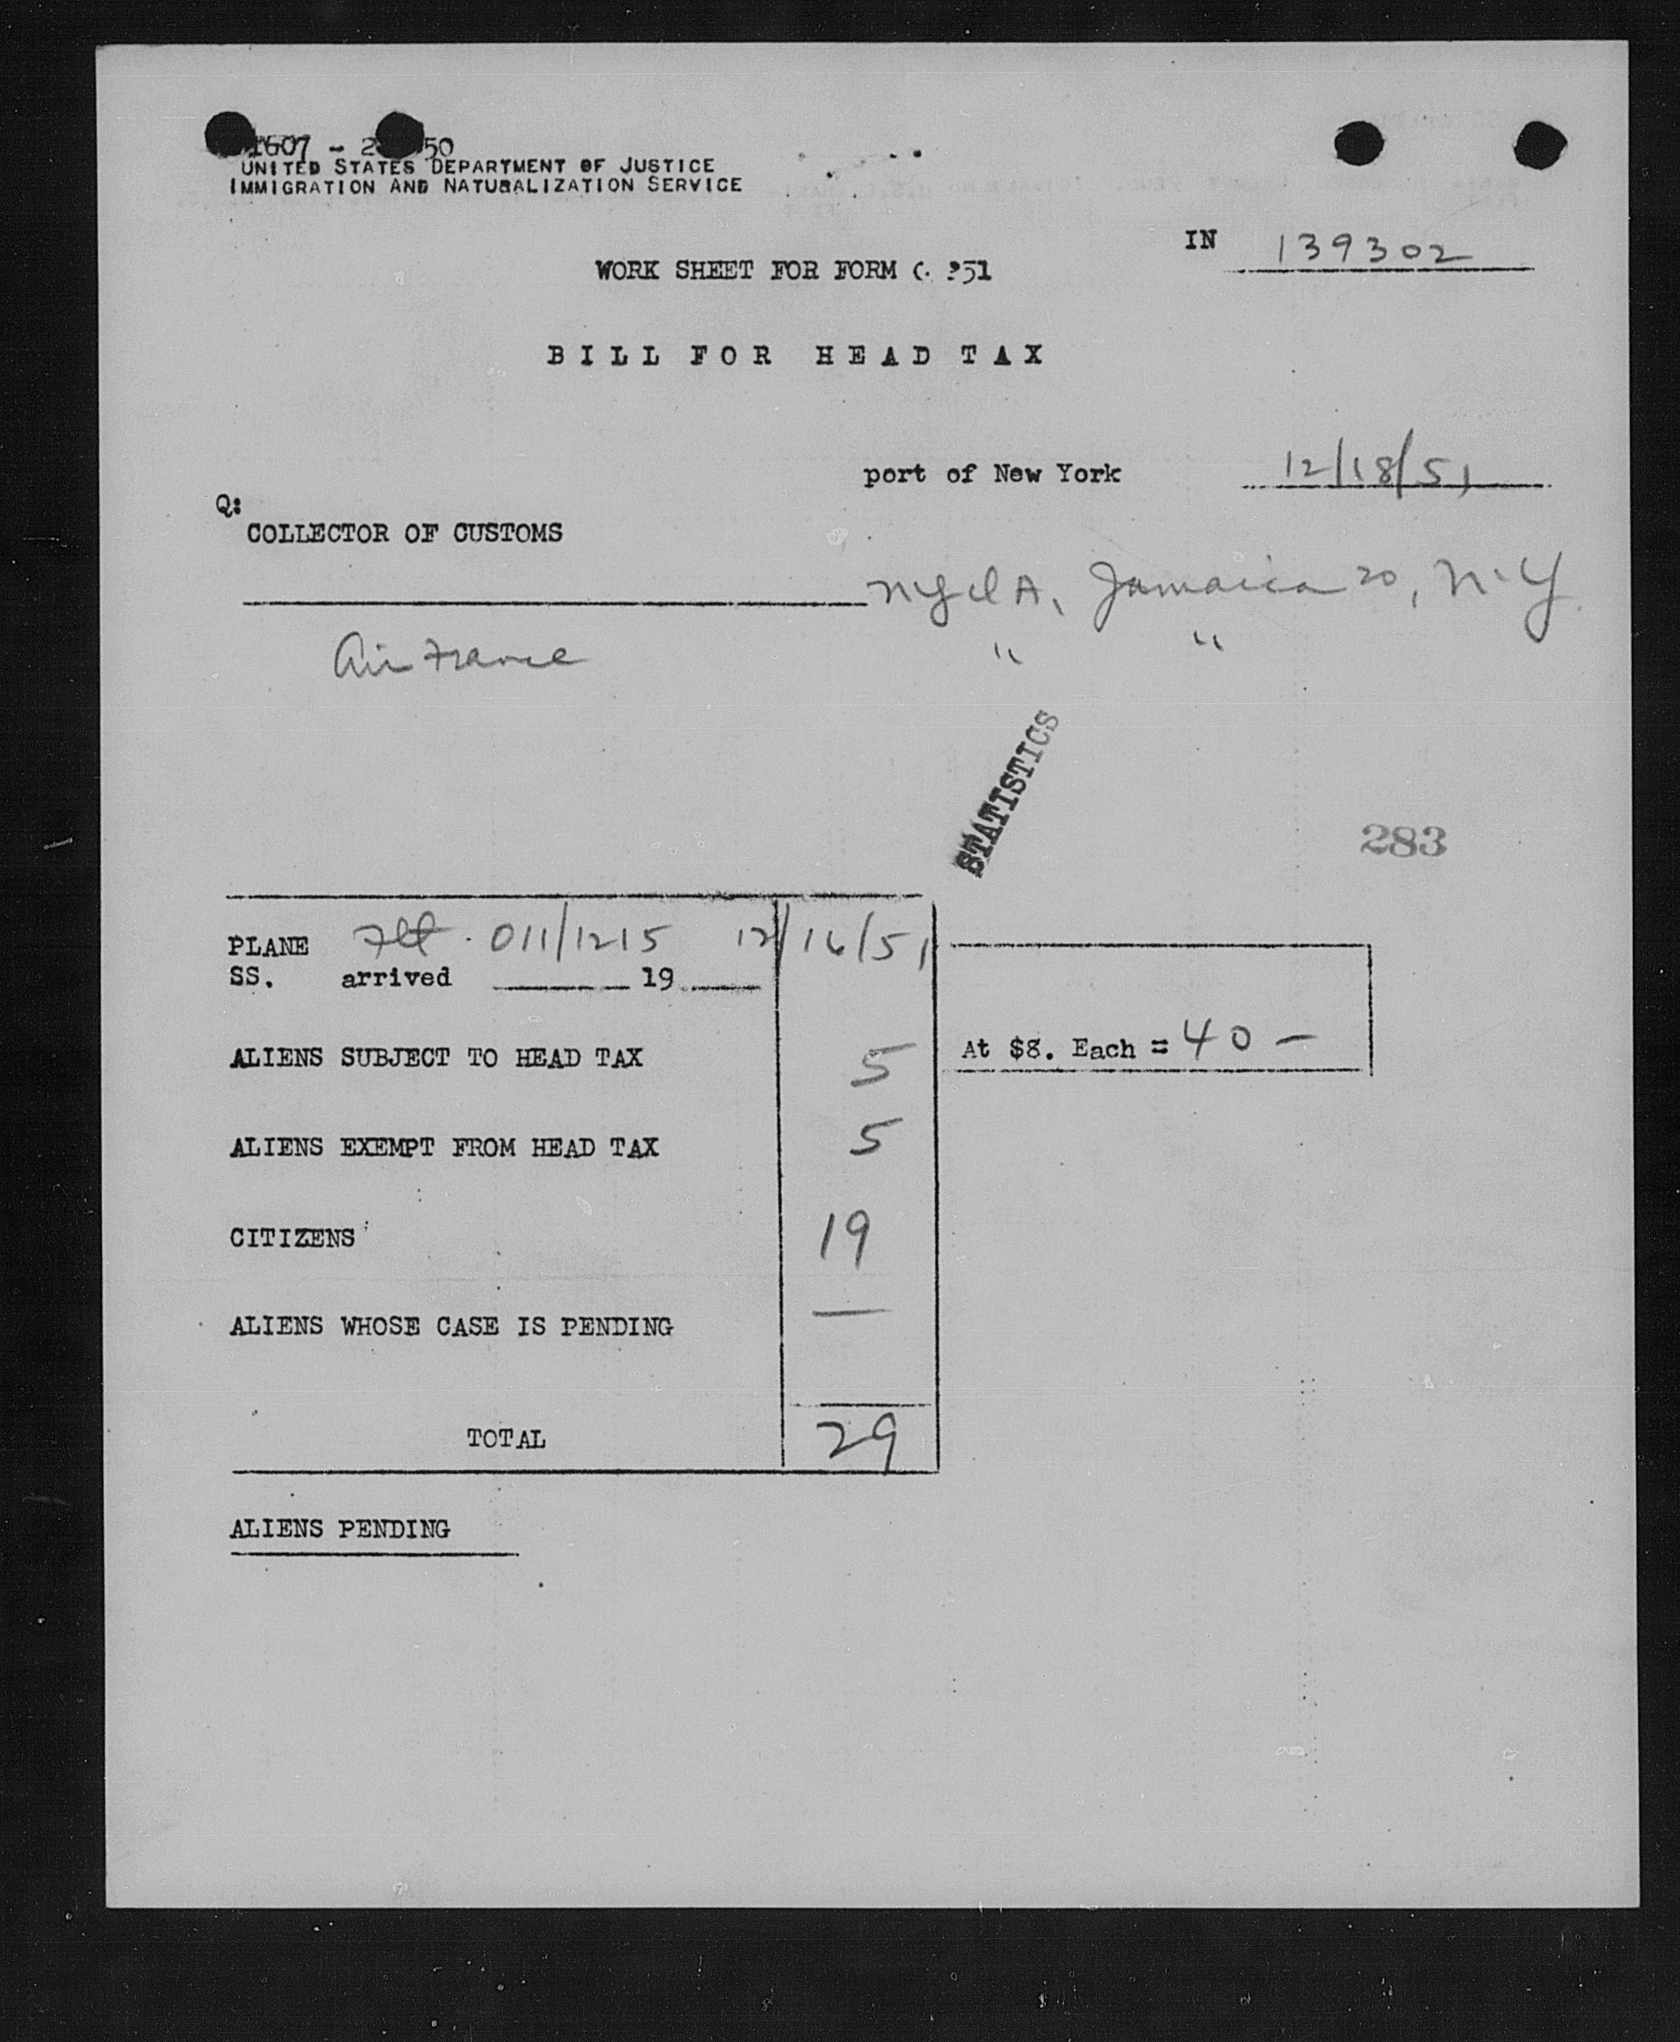 1607 - 2 50
UNITED STATES DEPARTMENT OF JUSTICE
IMMIGRATION AND NATURALIZATION SERVICE
IN 139302
WORK SHEET FOR FORM 51
BILL FOR HEAD TAX
port of New York 12/18/51
Q:
COLLECTOR OF CUSTOMS
Jamaica 20, N.Y
Air France " "
STATISTICS
283
PLANE Flt. 011/1215 12/16/51
SS. arrived 19
ALIENS SUBJECT TO HEAD TAX 5 At $8. Each = 40 —
ALIENS EXEMPT FROM HEAD TAX 5
CITIZENS 19
ALIENS WHOSE CASE IS PENDING —
TOTAL 29
ALIENS PENDING